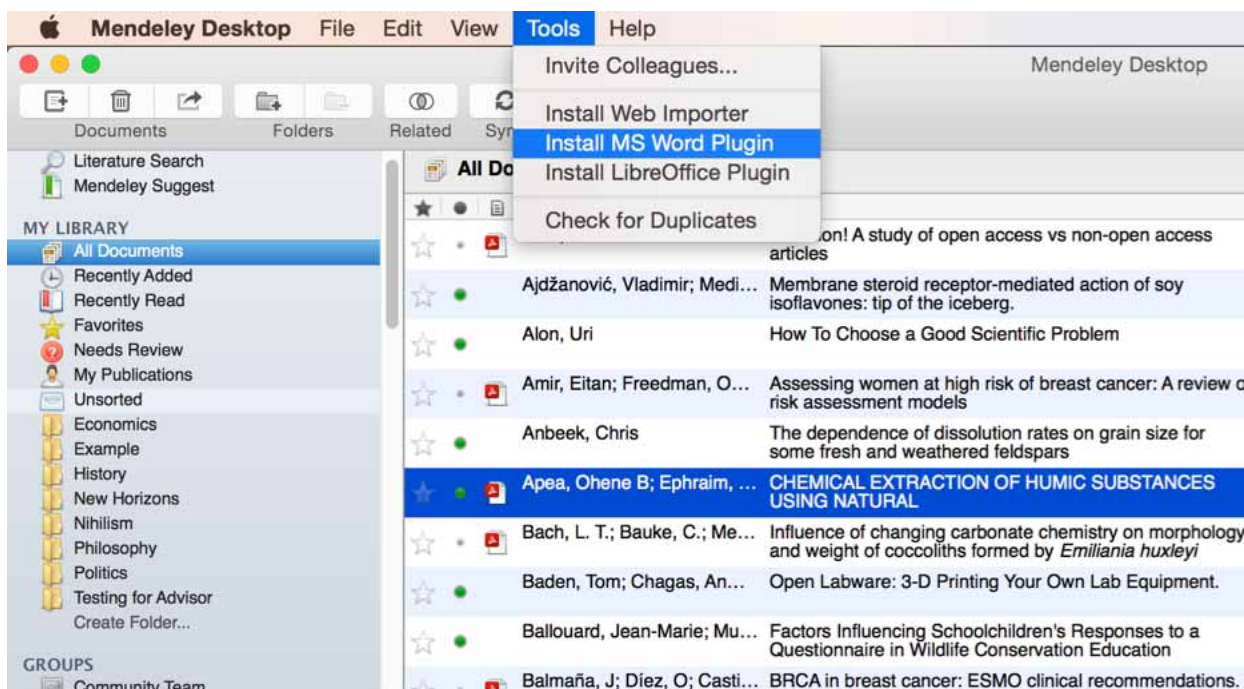 Mendeley Desktop File Edit View Tools Help
Mendeley Desktop
Invite Colleagues...
Install Web Importer
Install MS Word Plugin
Install LibreOffice Plugin
Check for Duplicates
Documents Folders Related
Literature Search
Mendeley Suggest
MY LIBRARY
All Documents
Recently Added
Recently Read
Favorites
Needs Review
My Publications
Unsorted
Economics
Example
History
New Horizons
Nihilism
Philosophy
Politics
Testing for Advisor
Create Folder...
GROUPS
Community Team
All Do
on! A study of open access vs non-open access
articles
Ajdžanović, Vladimir; Medi... Membrane steroid receptor-mediated action of soy
isoflavones: tip of the iceberg.
Alon, Uri How To Choose a Good Scientific Problem
Amir, Eitan; Freedman, O... Assessing women at high risk of breast cancer: A review o
risk assessment models
Anbeek, Chris The dependence of dissolution rates on grain size for
some fresh and weathered feldspars
Apea, Ohene B; Ephraim, ... CHEMICAL EXTRACTION OF HUMIC SUBSTANCES
USING NATURAL
Bach, L. T.; Bauke, C.; Me... Influence of changing carbonate chemistry on morphology
and weight of coccoliths formed by Emiliania huxleyi
Baden, Tom; Chagas, An... Open Labware: 3-D Printing Your Own Lab Equipment.
Ballouard, Jean-Marie; Mu... Factors Influencing Schoolchildren's Responses to a
Questionnaire in Wildlife Conservation Education
Balmaña, J; Díez, O; Casti... BRCA in breast cancer: ESMO clinical recommendations.